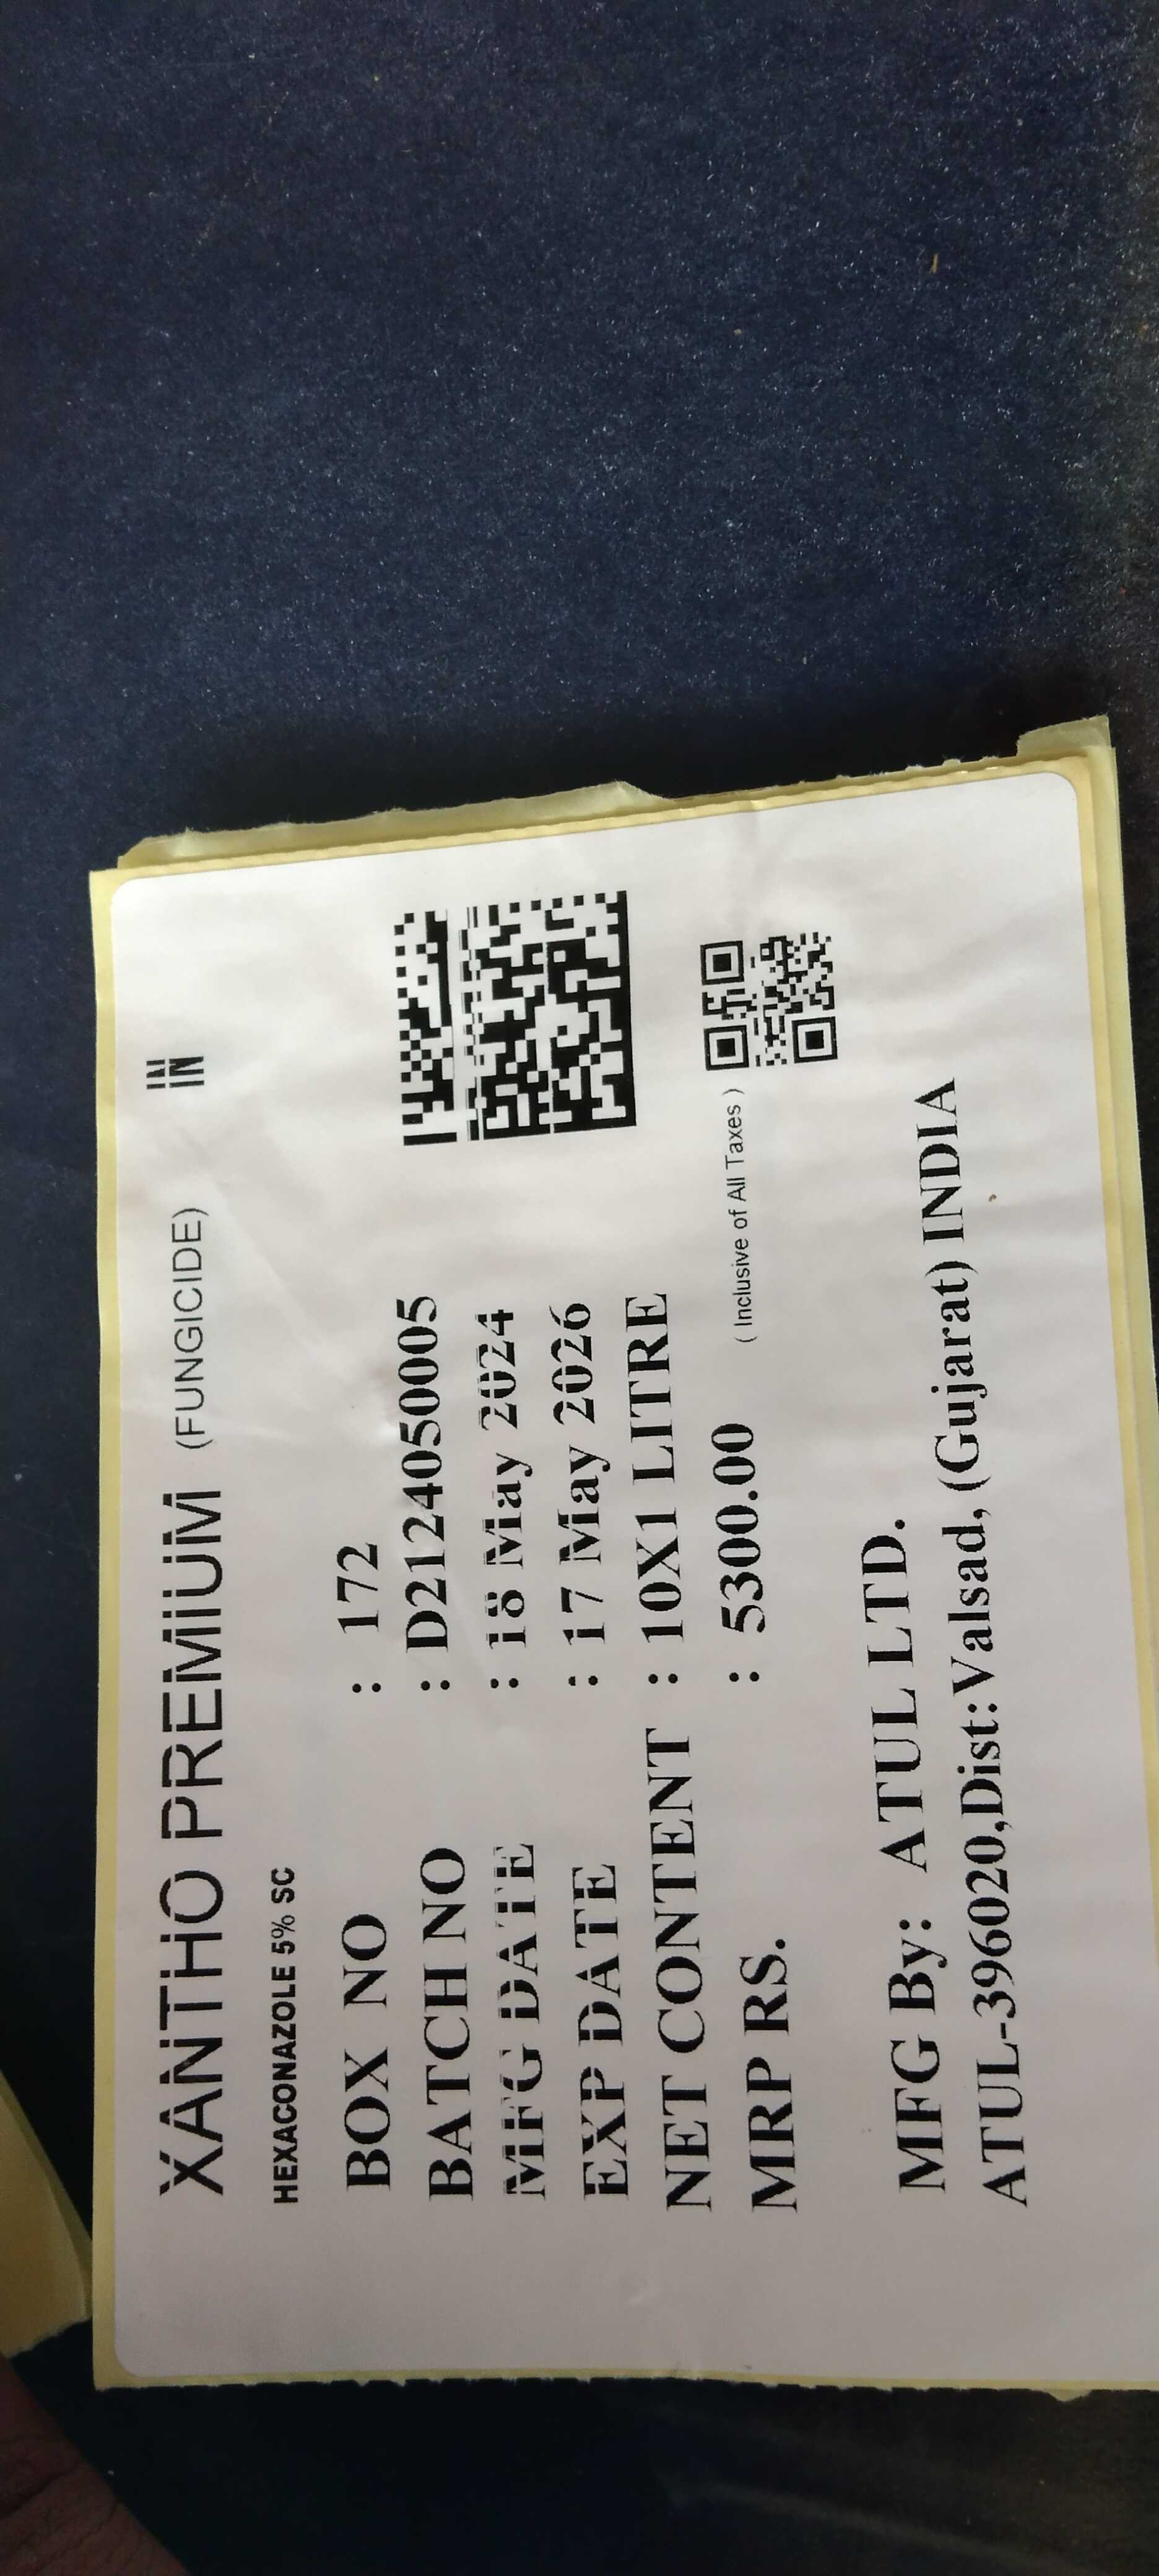 XANTHO PREMIUM (FUNGICIDE)
HEXACONAZOLE 5% SC
BOX NO : 172
BATCH NO : D2124050005
MFG DATE : 18 May 2024
EXP DATE : 17 May 2026
NET CONTENT : 10X1 LITRE
MRP RS. : 5300.00 ( Inclusive of All Taxes )
MFG By: ATUL LTD.
ATUL-396020,Dist:Valsad, (Gujarat) INDIA